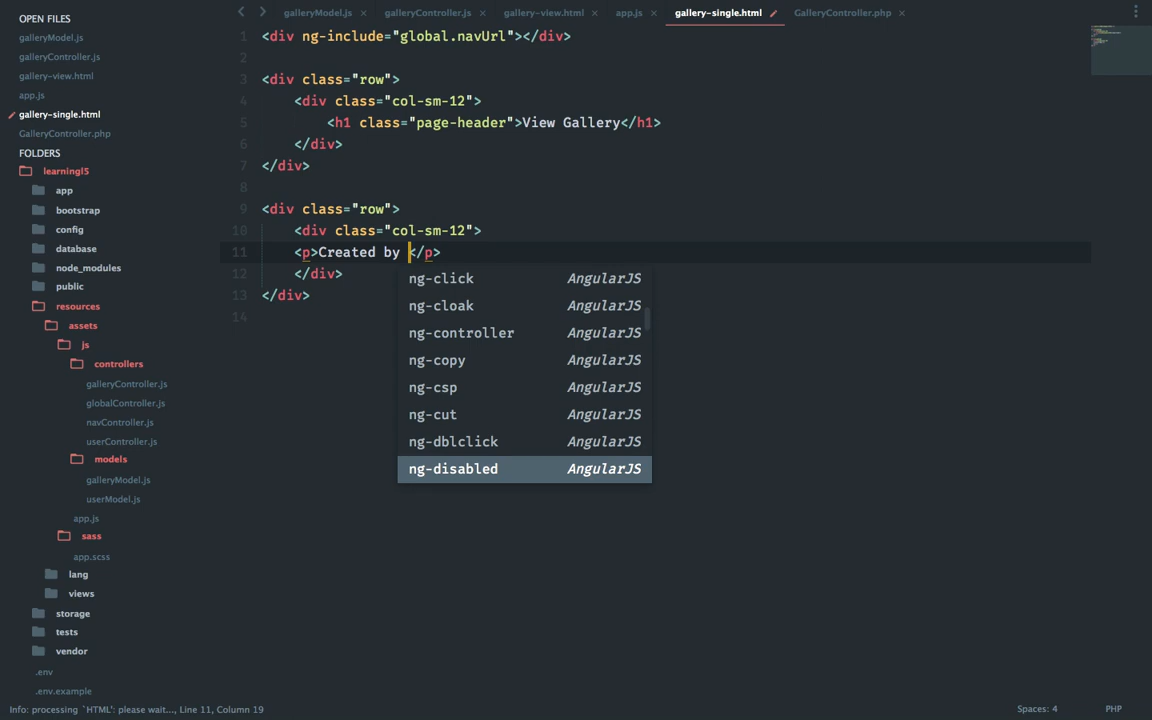 OPEN FILES
galleryModel.js
galleryController.js
gallery-view.html
app.js
gallery-single.html
GalleryController.php
FOLDERS
learningl5
app
bootstrap
config
database
node_modules
public
resources
assets
js
controllers
galleryController.js
globalController.js
navController.js
userController.js
models
galleryModel.js
userModel.js
app.js
sass
app.scss
lang
views
storage
tests
vendor
.env
.env.example
galleryModel.js × galleryController.js × gallery-view.html × app.js × gallery-single.html GalleryController.php ×
1 <div ng-include="global.navUrl"></div>
2
3 <div class="row">
4 <div class="col-sm-12">
5 <h1 class="page-header">View Gallery</h1>
6 </div>
7 </div>
8
9 <div class="row">
10 <div class="col-sm-12">
11 <p>Created by </p>
12 </div>
13 </div>
14
ng-click AngularJS
ng-cloak AngularJS
ng-controller AngularJS
ng-copy AngularJS
ng-csp AngularJS
ng-cut AngularJS
ng-dblclick AngularJS
ng-disabled AngularJS
Info: processing `HTML': please wait..., Line 11, Column 19 Spaces: 4 PHP